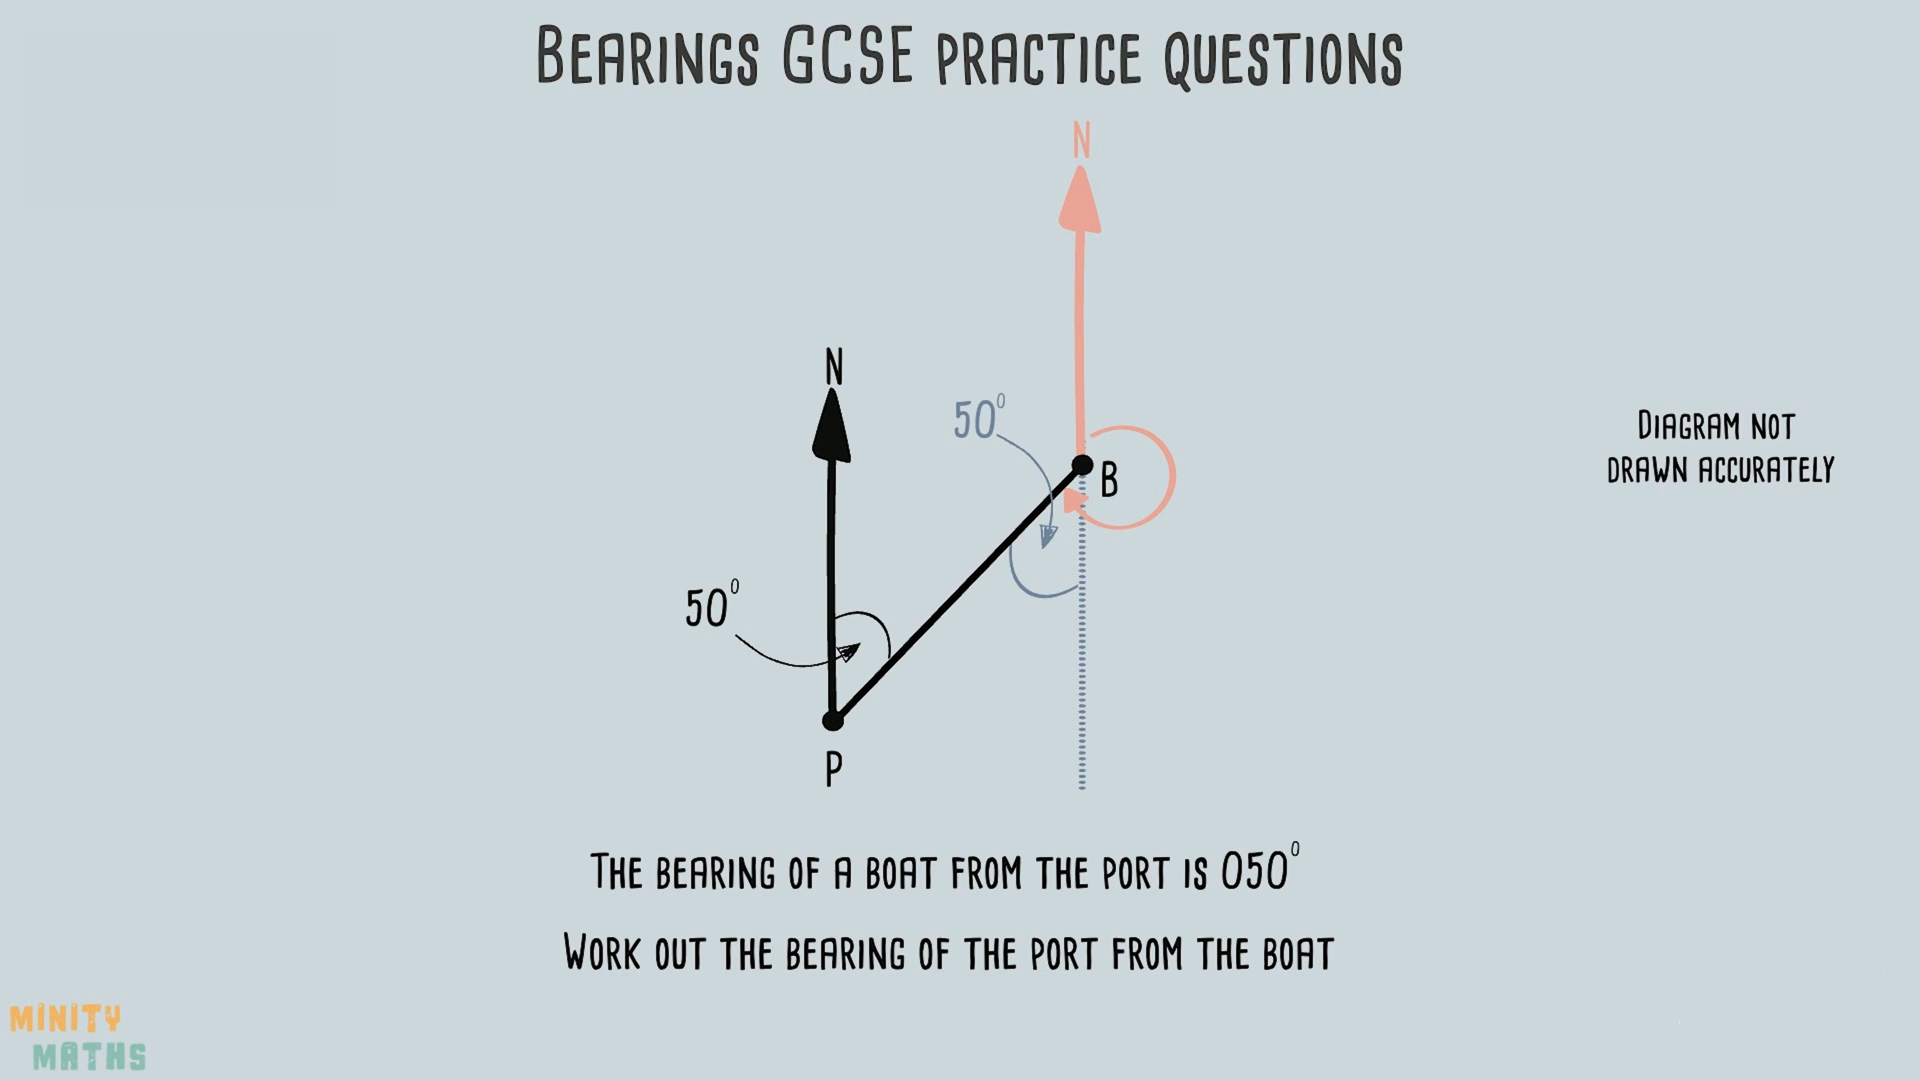 Bearings GCSE practice questions
N
N
50°
B
Diagram not
drawn accurately
50°
P
The bearing of a boat from the port is 050°
Work out the bearing of the port from the boat
MINITY
MATHS